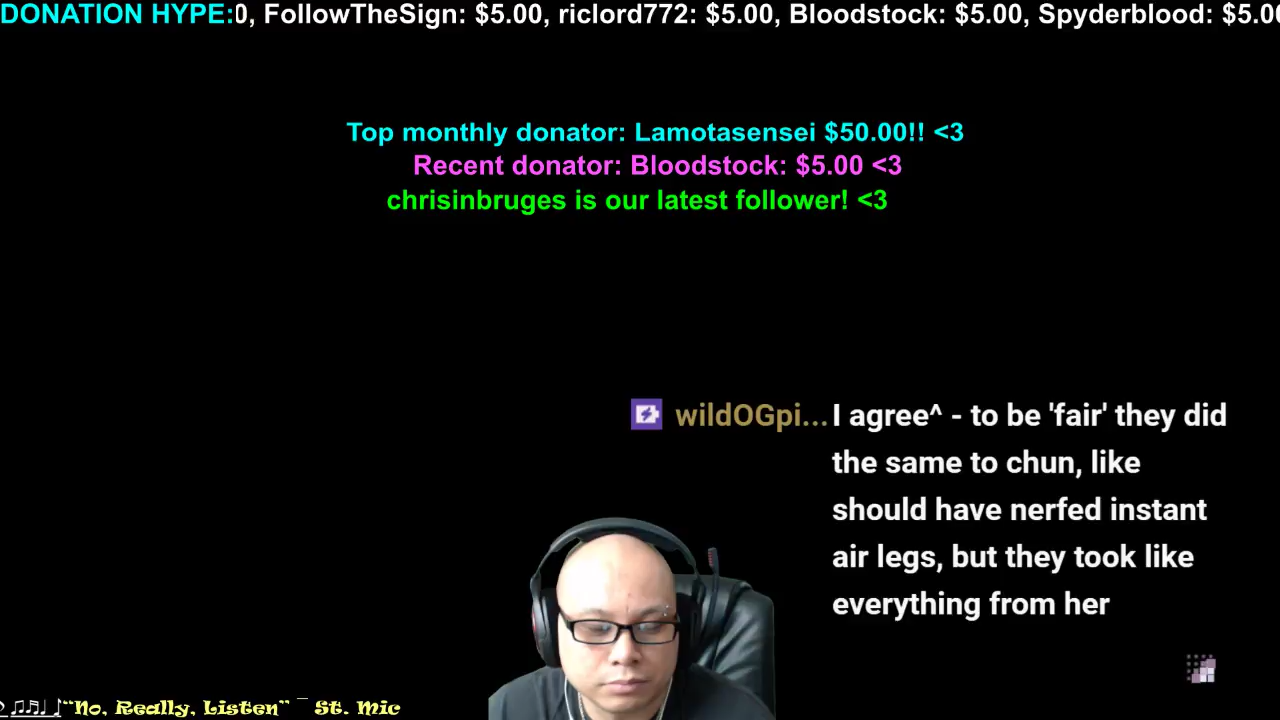 DONATION HYPE:0, FollowTheSign: $5.00, riclord772: $5.00, Bloodstock: $5.00, Spyderblood: $5.00
Top monthly donator: Lamotasensei $50.00!! <3
Recent donator: Bloodstock: $5.00 <3
chrisinbruges is our latest follower! <3
wildOGpi... I agree^ - to be 'fair' they did
the same to chun, like
should have nerfed instant
air legs, but they took like
everything from her
"No, Really, Listen" ~ St. Mic